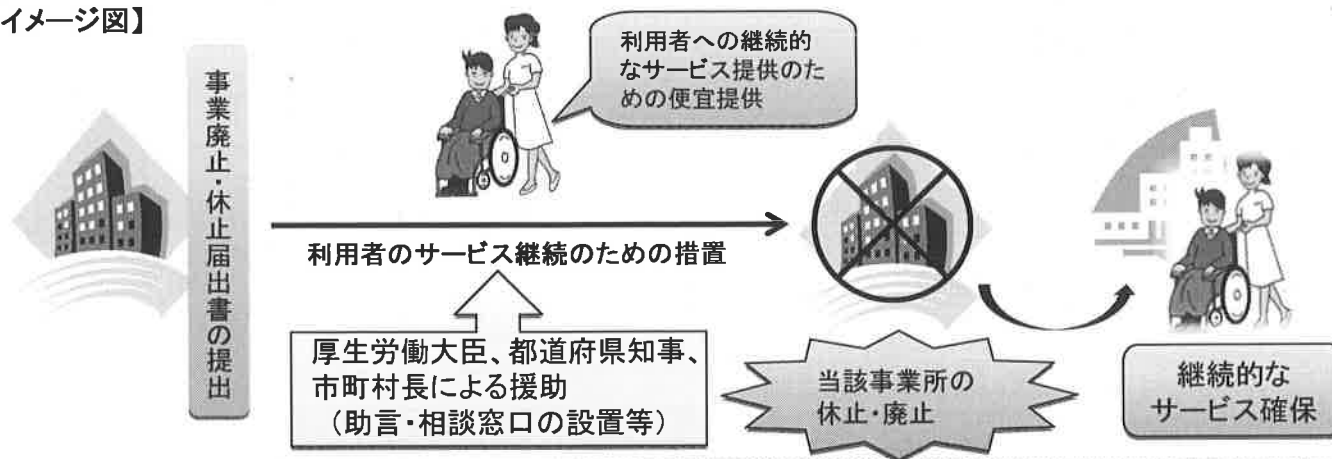 イメージ図】
事業廃止・休止届出書の提出
利用者への継続的
なサービス提供のた
めの便宜提供
利用者のサービス継続のための措置
厚生労働大臣、都道府県知事、
市町村長による援助
（助言・相談窓口の設置等）
当該事業所の
休止・廃止
継続的な
サービス確保